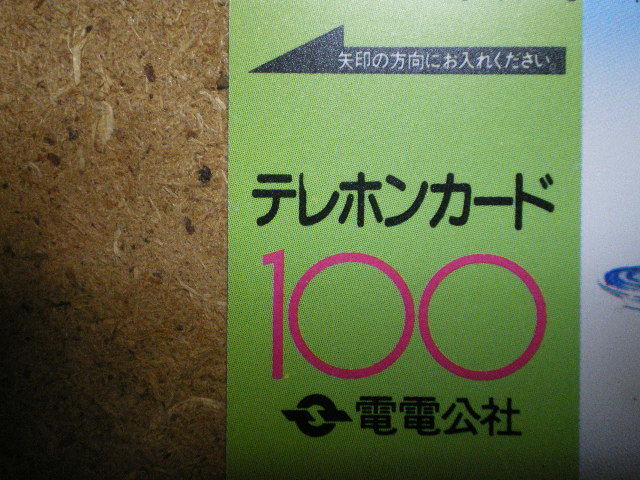 矢印の方向にお入れください。
テレホンカード
100
電電公社